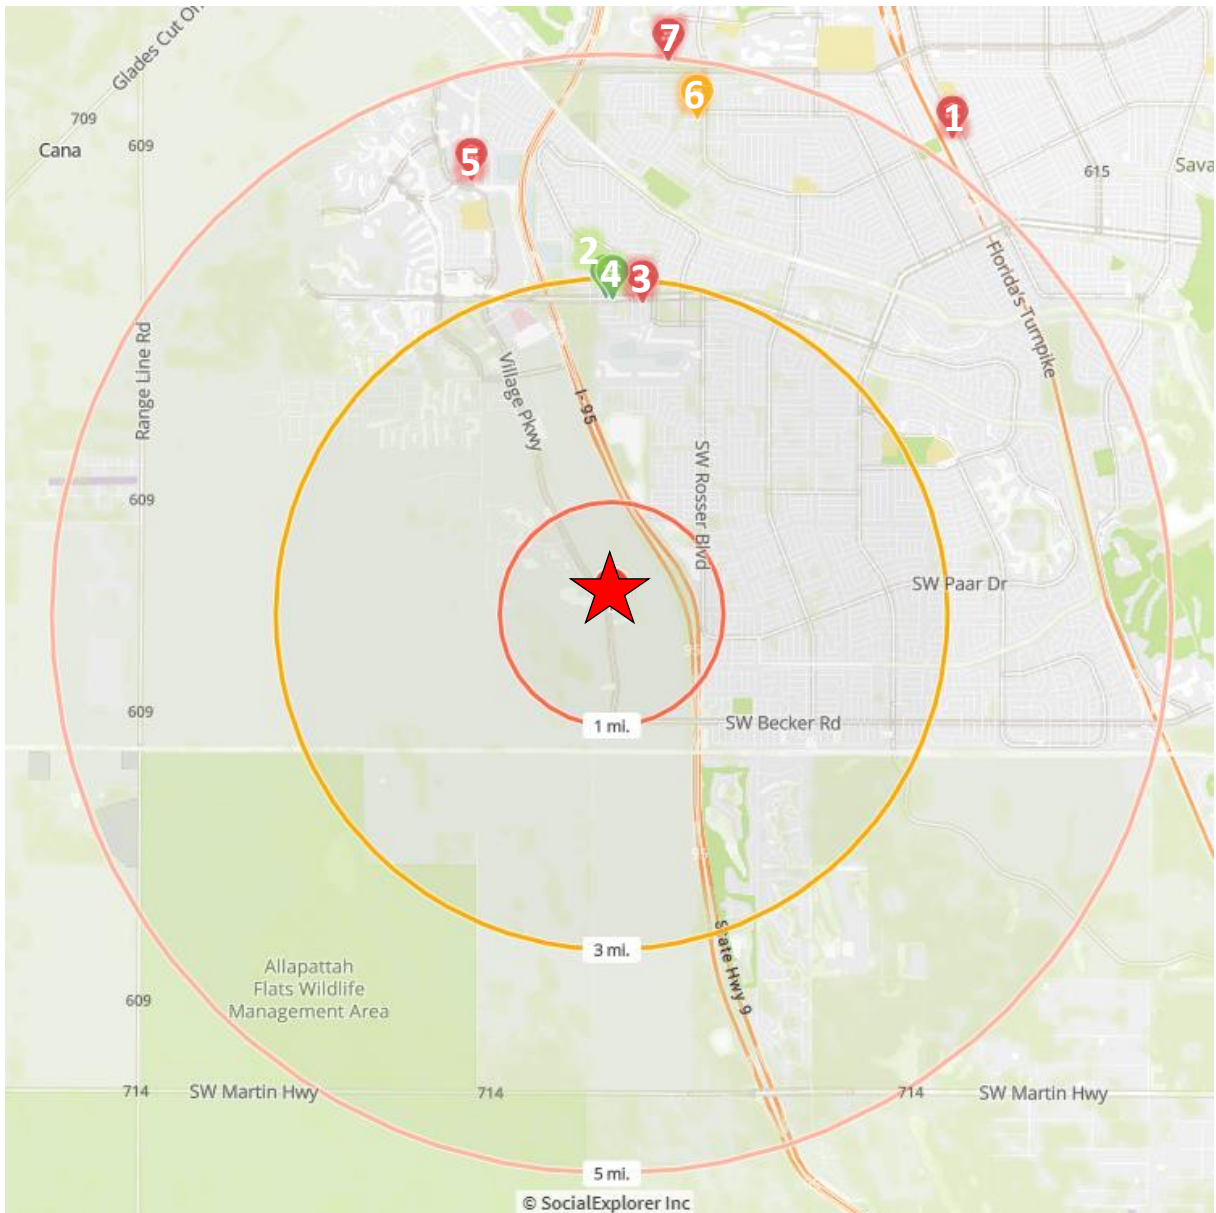 Glades Cut Of
7
6
1
709
609
Cana
5
615
Sava
2
4
3
Florida's Turnpike
Range Line Rd
Village Pkwy
I- 95
SW Rosser Blvd
609
SW Paar Dr
95
609
SW Becker Rd
1 mi.
95
State Hwy 9
3 mi.
Allapattah
Flats Wildlife
Management Area
609
714
SW Martin Hwy
714
714
SW Martin Hwy
5 mi.
© SocialExplorer Inc